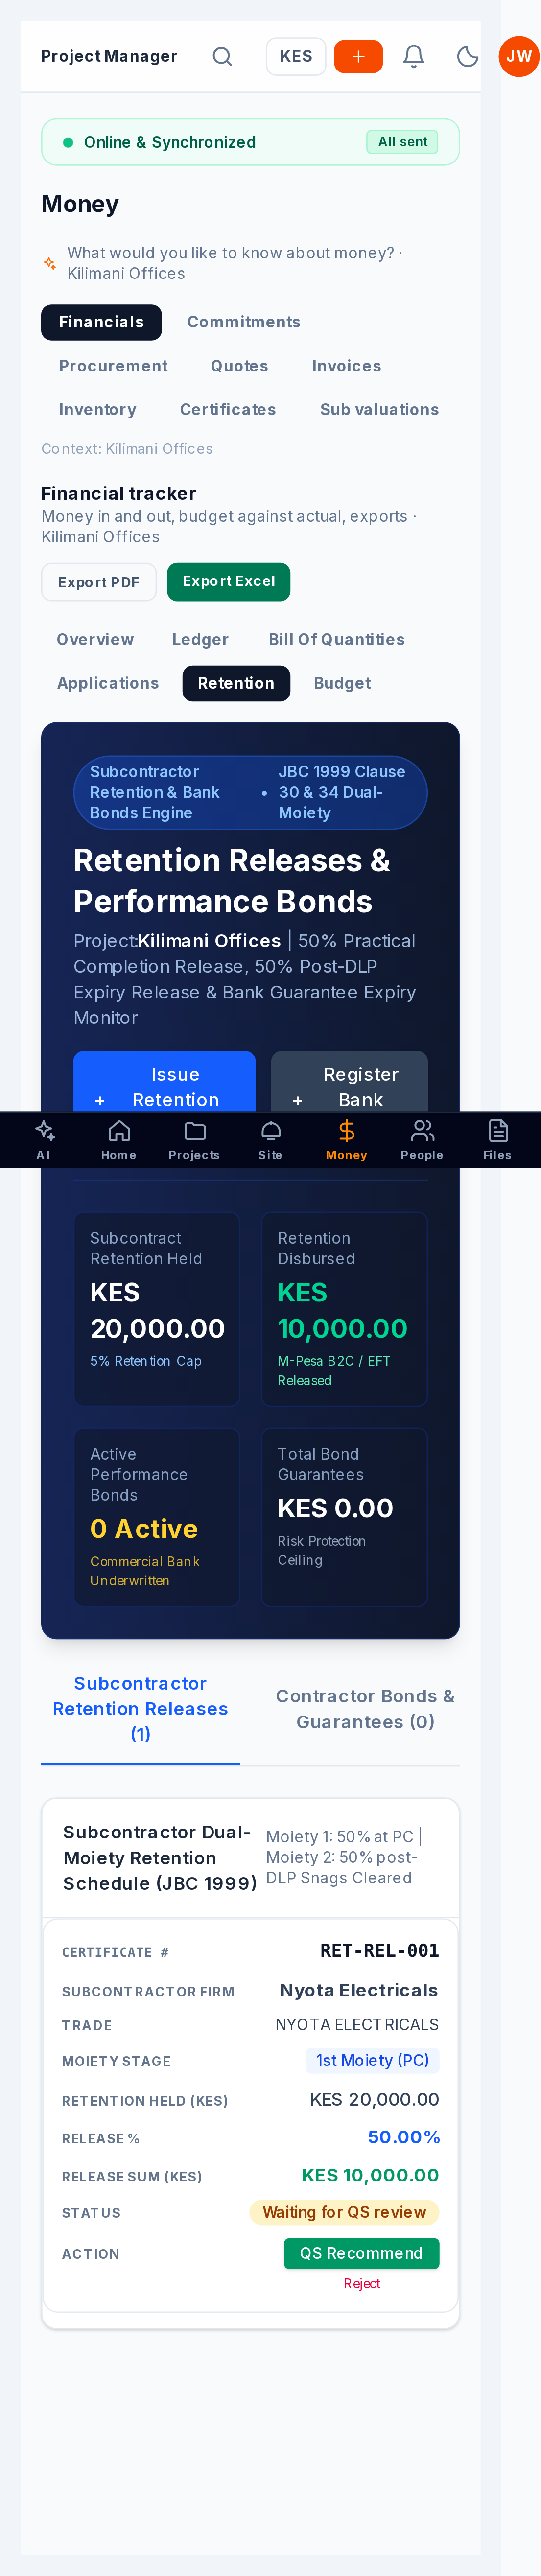 Project Manager
KES
+
JW
Online & Synchronized
All sent
Money
What would you like to know about money? ·
Kilimani Offices
Financials
Commitments
Procurement
Quotes
Invoices
Inventory
Certificates
Sub valuations
Context: Kilimani Offices
Financial tracker
Money in and out, budget against actual, exports ·
Kilimani Offices
Export PDF
Export Excel
Overview
Ledger
Bill Of Quantities
Applications
Retention
Budget
Subcontractor
Retention & Bank
Bonds Engine
•
JBC 1999 Clause
30 & 34 Dual-
Moiety
Retention Releases &
Performance Bonds
Project:Kilimani Offices | 50% Practical
Completion Release, 50% Post-DLP
Expiry Release & Bank Guarantee Expiry
Monitor
+ Issue
Retention
+ Register
Bank
AI
Home
Projects
Site
Money
People
Files
Subcontract
Retention Held
KES
20,000.00
5% Retention Cap
Retention
Disbursed
KES
10,000.00
M-Pesa B2C / EFT
Released
Active
Performance
Bonds
0 Active
Commercial Bank
Underwritten
Total Bond
Guarantees
KES 0.00
Risk Protection
Ceiling
Subcontractor
Retention Releases
(1)
Contractor Bonds &
Guarantees (0)
Subcontractor Dual-
Moiety Retention
Schedule (JBC 1999)
Moiety 1: 50% at PC |
Moiety 2: 50% post-
DLP Snags Cleared
CERTIFICATE #
RET-REL-001
SUBCONTRACTOR FIRM
Nyota Electricals
TRADE
NYOTA ELECTRICALS
MOIETY STAGE
1st Moiety (PC)
RETENTION HELD (KES)
KES 20,000.00
RELEASE %
50.00%
RELEASE SUM (KES)
KES 10,000.00
STATUS
Waiting for QS review
ACTION
QS Recommend
Reject